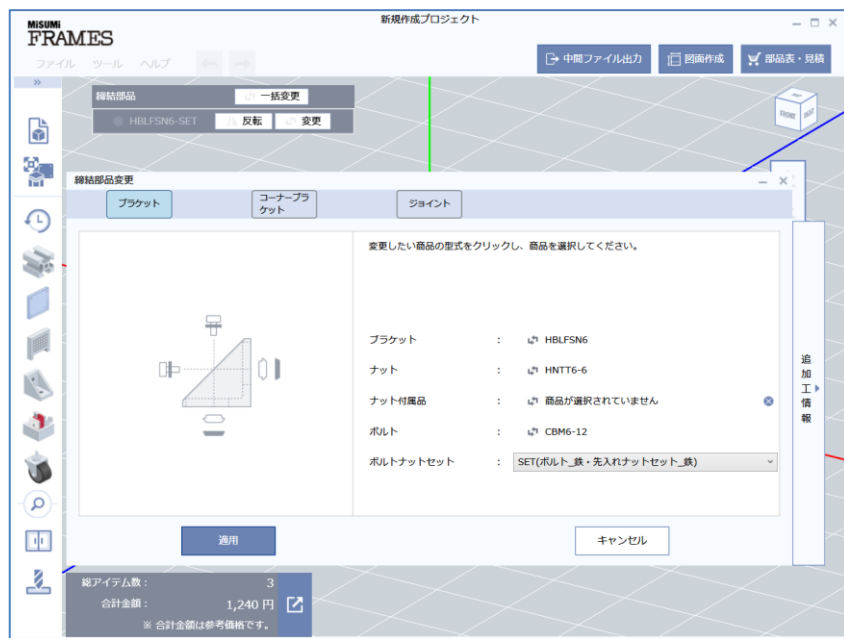 新規作成プロジェクト
MiSUMi
FRAMES
ファイル ツール ヘルプ
中間ファイル出力 図面作成 部品表・見積
締結部品 一括変更
HBLFSN6-SET 反転 変更
FRONT
締結部品変更
ブラケット コーナーブラ
ケット ジョイント
変更したい商品の型式をクリックし、商品を選択してください。
ブラケット : HBLFSN6
ナット : HNTT6-6
ナット付属品 : 商品が選択されていません
ボルト : CBM6-12
ボルトナットセット : SET(ボルト_鉄・先入れナットセット_鉄)
適用 キャンセル
追加工情報
総アイテム数: 3
合計金額: 1,240 円
※ 合計金額は参考価格です。